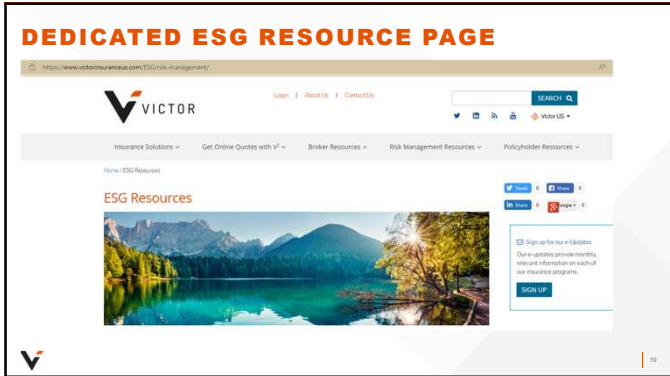 DEDICATED ESG RESOURCE PAGE
https://www.victorinsuranceus.com/ESG/risk-management/
Login | About Us | Contact Us
SEARCH
VICTOR
Victor US
Insurance Solutions Get Online Quotes with V² Broker Resources Risk Management Resources Policyholder Resources
Home / ESG Resources
ESG Resources
Tweet 0 Share 0
in Share 0 Google + 0
Sign up for our e-Updates
Our e-updates provide monthly,
relevant information on each of
our insurance programs.
SIGN UP
19